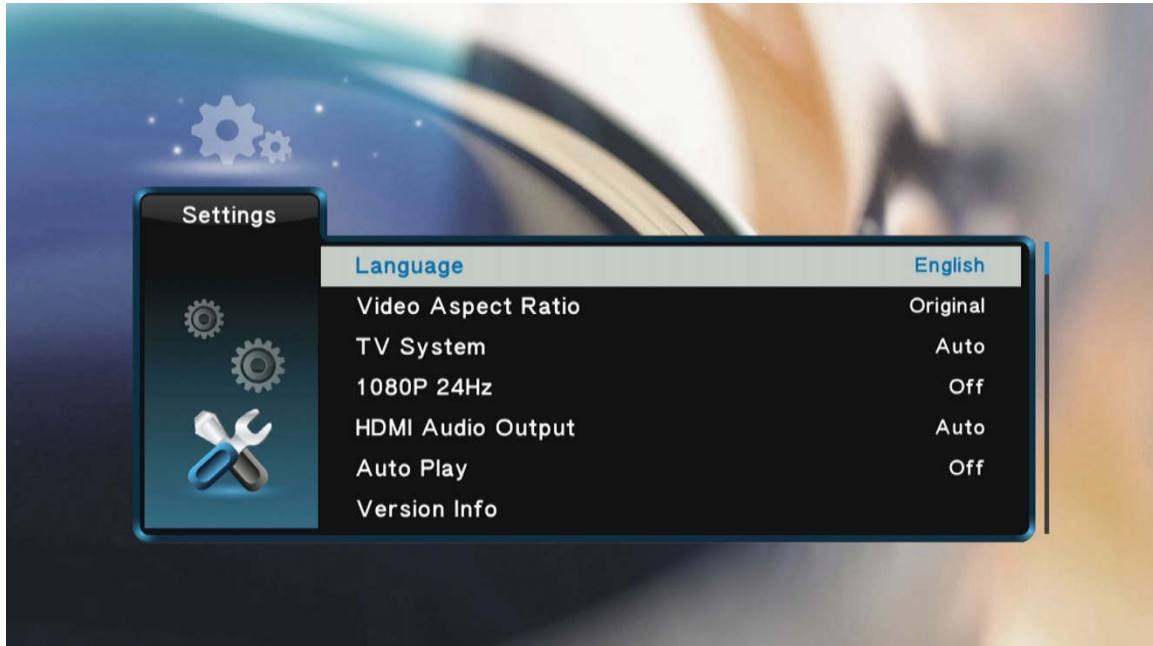 Settings
Language English
Video Aspect Ratio Original
TV System Auto
1080P 24Hz Off
HDMI Audio Output Auto
Auto Play Off
Version Info